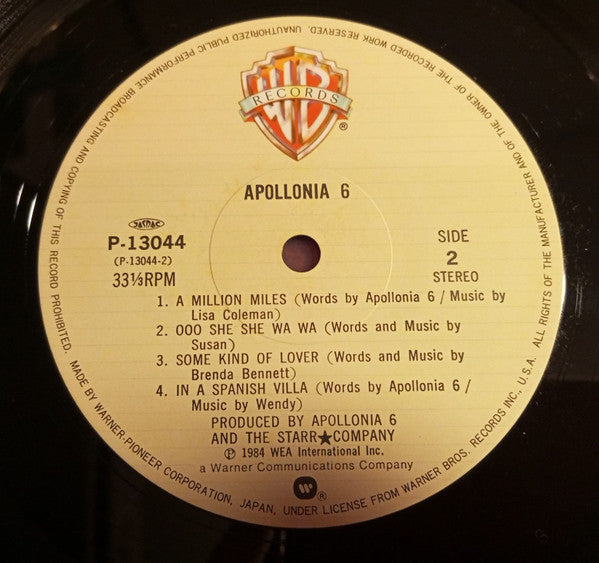 WB
RECORDS
®
APOLLONIA 6
JASRAC
P-13044
(P-13044-2)
33⅓RPM
SIDE
2
STEREO
1. A MILLION MILES (Words by Apollonia 6 / Music by
Lisa Coleman)
2. OOO SHE SHE WA WA (Words and Music by
Susan)
3. SOME KIND OF LOVER (Words and Music by
Brenda Bennett)
4. IN A SPANISH VILLA (Words by Apollonia 6 /
Music by Wendy)
PRODUCED BY APOLLONIA 6
AND THE STARR★COMPANY
Ⓟ 1984 WEA International Inc.
a Warner Communications Company
®
MADE BY WARNER-PIONEER CORPORATION, JAPAN, UNDER LICENSE FROM WARNER BROS. RECORDS INC., U.S.A. ALL RIGHTS OF THE MANUFACTURER AND OF THE OWNER OF THE RECORDED WORK RESERVED. UNAUTHORIZED PUBLIC PERFORMANCE BROADCASTING AND COPYING OF THIS RECORD PROHIBITED.